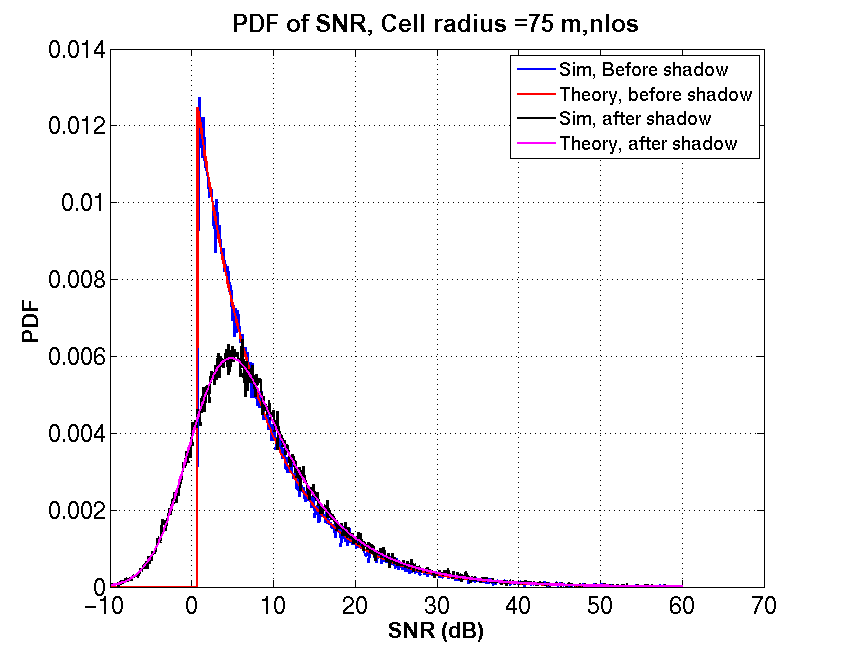 PDF of SNR, Cell radius =75 m,nlos
Sim, Before shadow
Theory, before shadow
Sim, after shadow
Theory, after shadow
0.014
0.012
0.01
0.008
0.006
0.004
0.002
0
PDF
−10 0 10 20 30 40 50 60 70
SNR (dB)